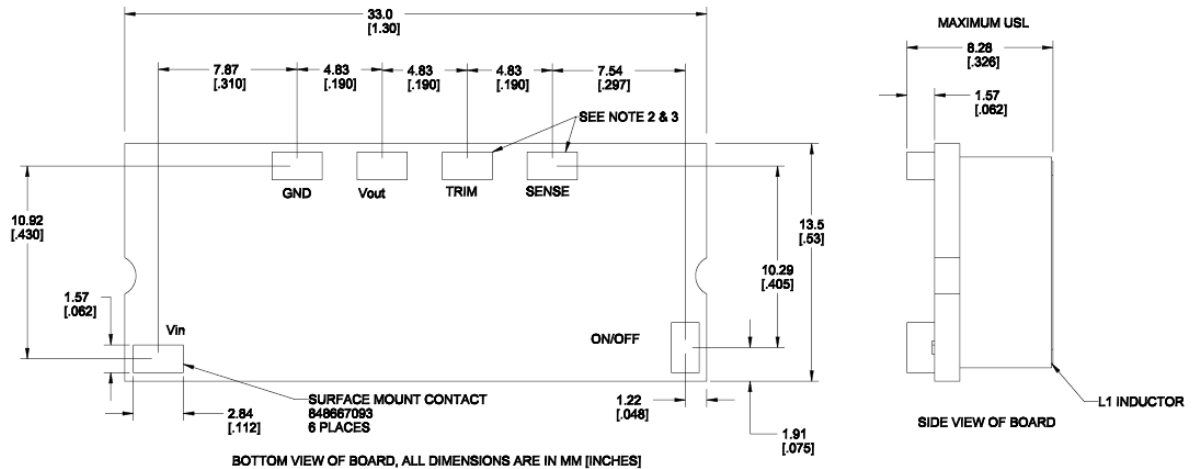 33.0
[1.30]
MAXIMUM USL
8.28
[.326]
7.87
[.310]
4.83
[.190]
4.83
[.190]
4.83
[.190]
7.54
[.297]
1.57
[.062]
SEE NOTE 2 & 3
GND
Vout
TRIM
SENSE
10.92
[.430]
13.5
[.53]
10.29
[.405]
1.57
[.062]
Vin
ON/OFF
SURFACE MOUNT CONTACT
848667093
6 PLACES
2.84
[.112]
1.22
[.048]
1.91
[.075]
L1 INDUCTOR
SIDE VIEW OF BOARD
BOTTOM VIEW OF BOARD, ALL DIMENSIONS ARE IN MM [INCHES]